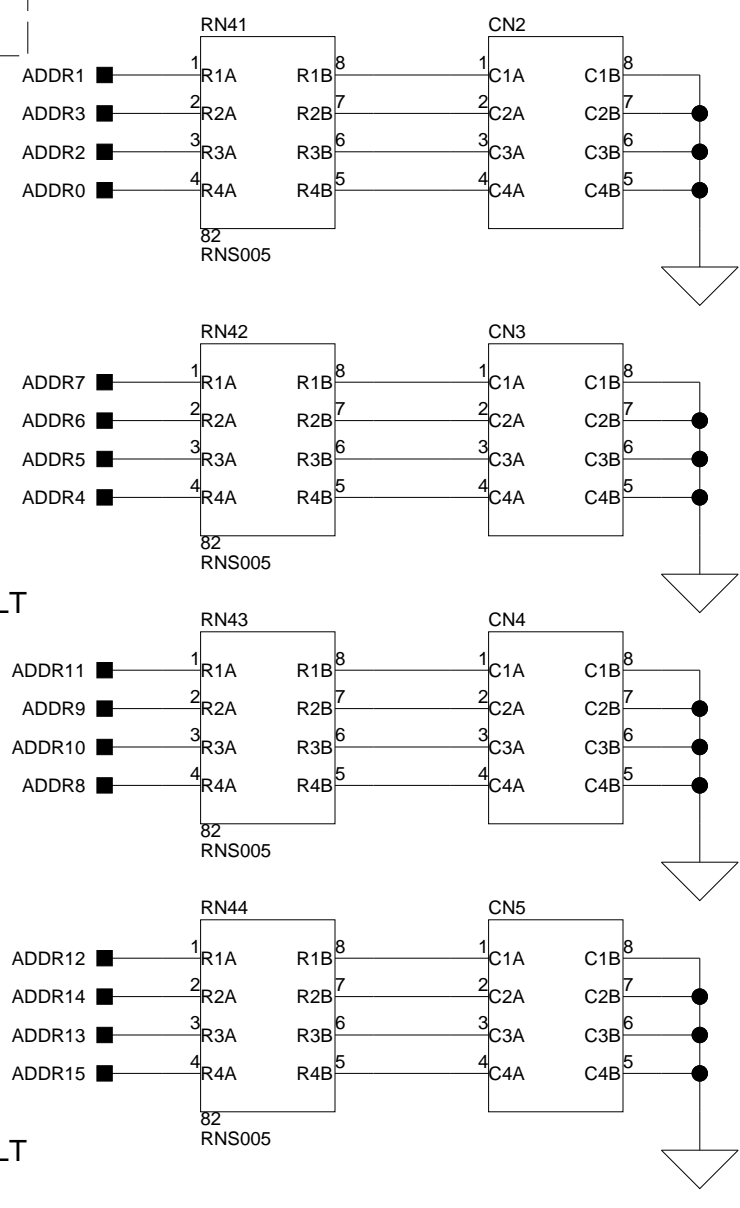 RN41 CN2
ADDR1 1 R1A R1B 8 1 C1A C1B 8
ADDR3 2 R2A R2B 7 2 C2A C2B 7
ADDR2 3 R3A R3B 6 3 C3A C3B 6
ADDR0 4 R4A R4B 5 4 C4A C4B 5
82
RNS005
RN42 CN3
ADDR7 1 R1A R1B 8 1 C1A C1B 8
ADDR6 2 R2A R2B 7 2 C2A C2B 7
ADDR5 3 R3A R3B 6 3 C3A C3B 6
ADDR4 4 R4A R4B 5 4 C4A C4B 5
82
RNS005
LT
RN43 CN4
ADDR11 1 R1A R1B 8 1 C1A C1B 8
ADDR9 2 R2A R2B 7 2 C2A C2B 7
ADDR10 3 R3A R3B 6 3 C3A C3B 6
ADDR8 4 R4A R4B 5 4 C4A C4B 5
82
RNS005
RN44 CN5
ADDR12 1 R1A R1B 8 1 C1A C1B 8
ADDR14 2 R2A R2B 7 2 C2A C2B 7
ADDR13 3 R3A R3B 6 3 C3A C3B 6
ADDR15 4 R4A R4B 5 4 C4A C4B 5
82
RNS005
LT